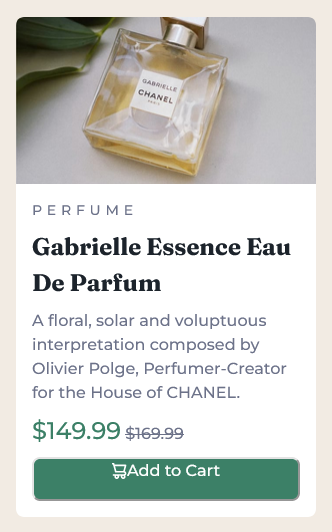 GABRIELLE
CHANEL
PARIS
PERFUME
Gabrielle Essence Eau
De Parfum
A floral, solar and voluptuous
interpretation composed by
Olivier Polge, Perfumer-Creator
for the House of CHANEL.
$149.99 $169.99
Add to Cart